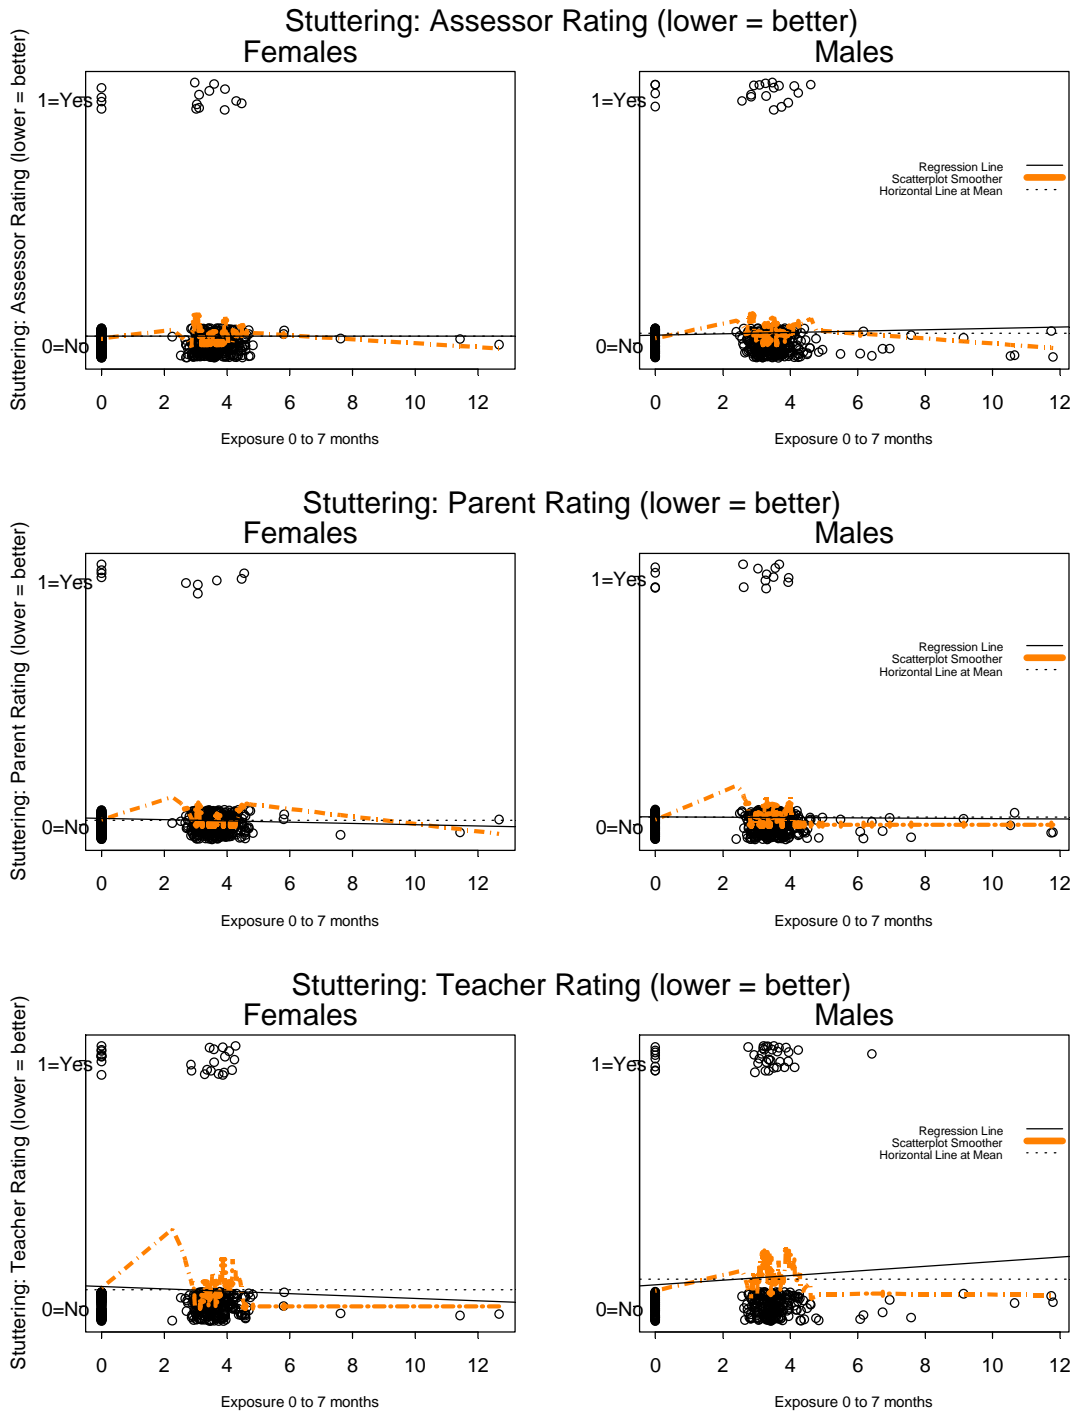 Stuttering: Assessor Rating (lower = better)
Females
Males
Stuttering: Assessor Rating (lower = better)
1=Yes
0=No
0 2 4 6 8 10 12
Exposure 0 to 7 months
1=Yes
0=No
Regression Line
Scatterplot Smoother
Horizontal Line at Mean
0 2 4 6 8 10 12
Exposure 0 to 7 months
Stuttering: Parent Rating (lower = better)
Females
Males
Stuttering: Parent Rating (lower = better)
1=Yes
0=No
0 2 4 6 8 10 12
Exposure 0 to 7 months
1=Yes
0=No
Regression Line
Scatterplot Smoother
Horizontal Line at Mean
0 2 4 6 8 10 12
Exposure 0 to 7 months
Stuttering: Teacher Rating (lower = better)
Females
Males
Stuttering: Teacher Rating (lower = better)
1=Yes
0=No
0 2 4 6 8 10 12
Exposure 0 to 7 months
1=Yes
0=No
Regression Line
Scatterplot Smoother
Horizontal Line at Mean
0 2 4 6 8 10 12
Exposure 0 to 7 months